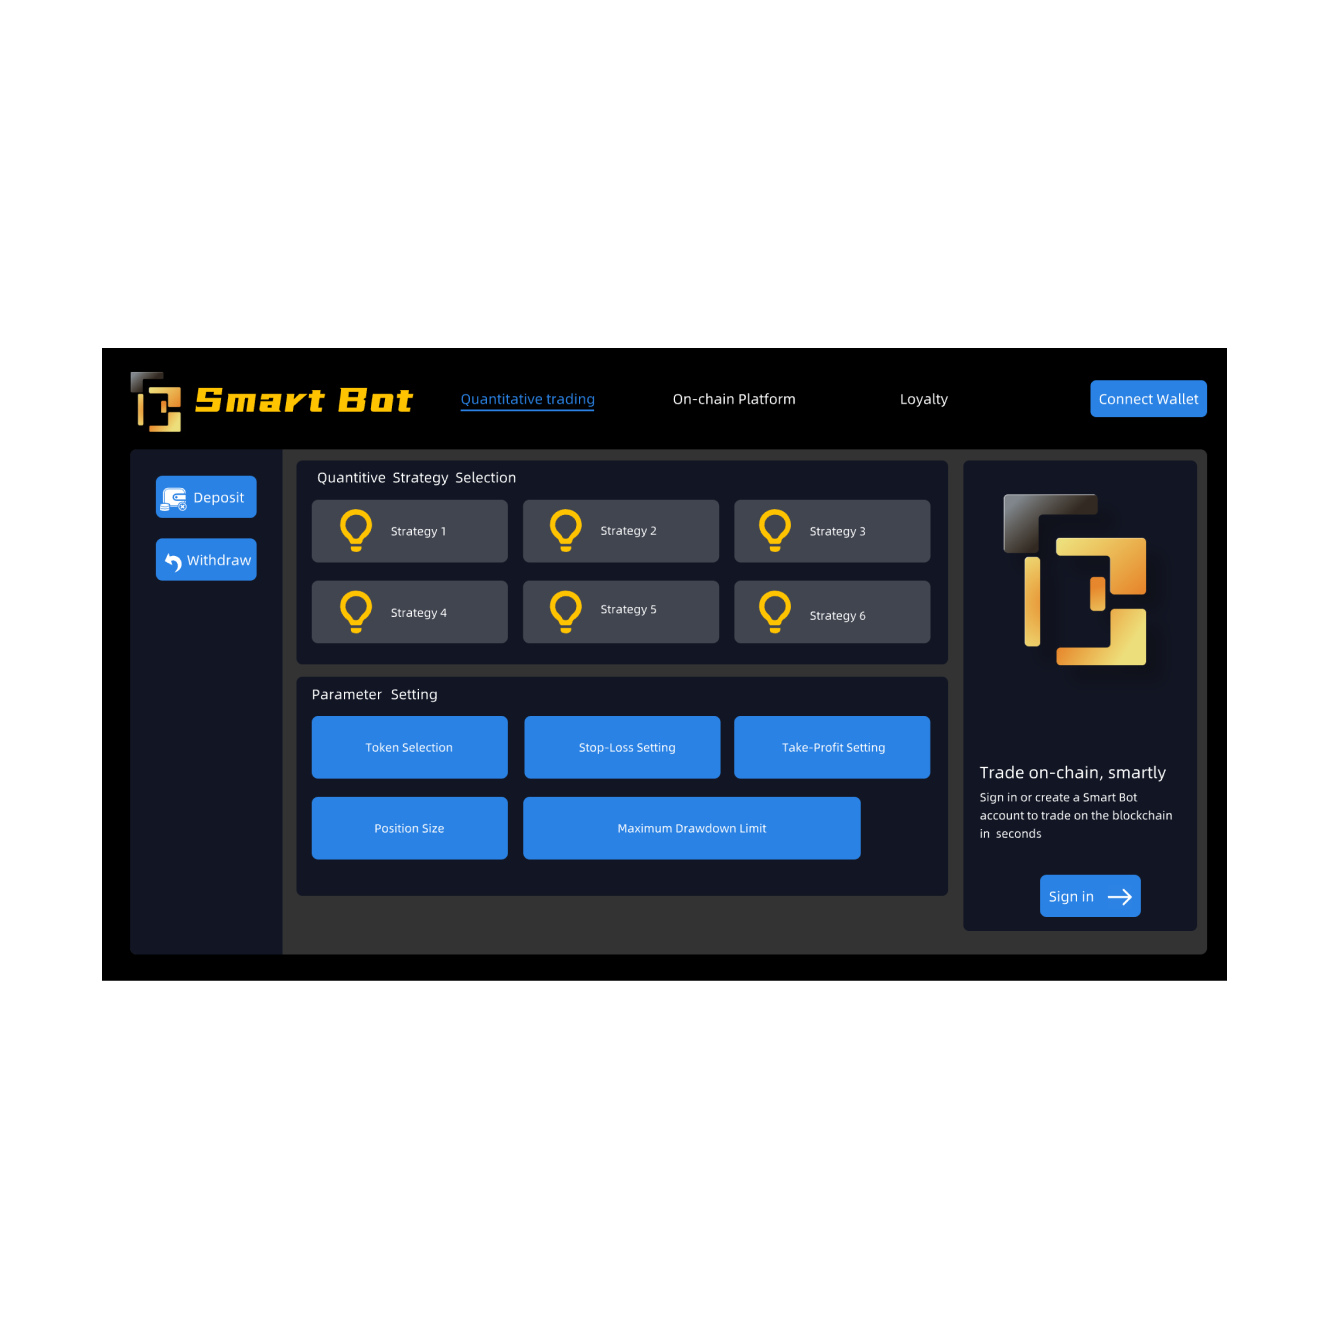 Smart Bot
Quantitative trading
On-chain Platform
Loyalty
Connect Wallet
Deposit
Withdraw
Quantitive Strategy Selection
Strategy 1
Strategy 2
Strategy 3
Strategy 4
Strategy 5
Strategy 6
Parameter Setting
Token Selection
Stop-Loss Setting
Take-Profit Setting
Position Size
Maximum Drawdown Limit
Trade on-chain, smartly
Sign in or create a Smart Bot
account to trade on the blockchain
in seconds
Sign in